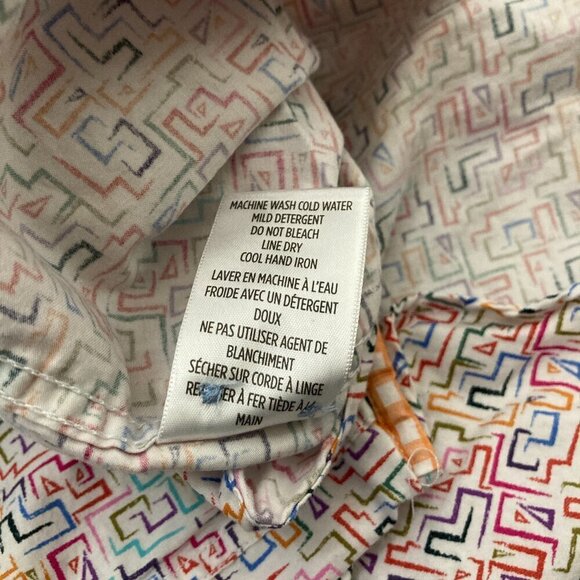 MACHINE WASH COLD WATER
MILD DETERGENT
DO NOT BLEACH
LINE DRY
COOL HAND IRON
LAVER EN MACHINE À L'EAU
FROIDE AVEC UN DÉTERGENT
DOUX
NE PAS UTILISER AGENT DE
BLANCHIMENT
SÉCHER SUR CORDE À LINGE
À FER TIÈDE À
MAIN